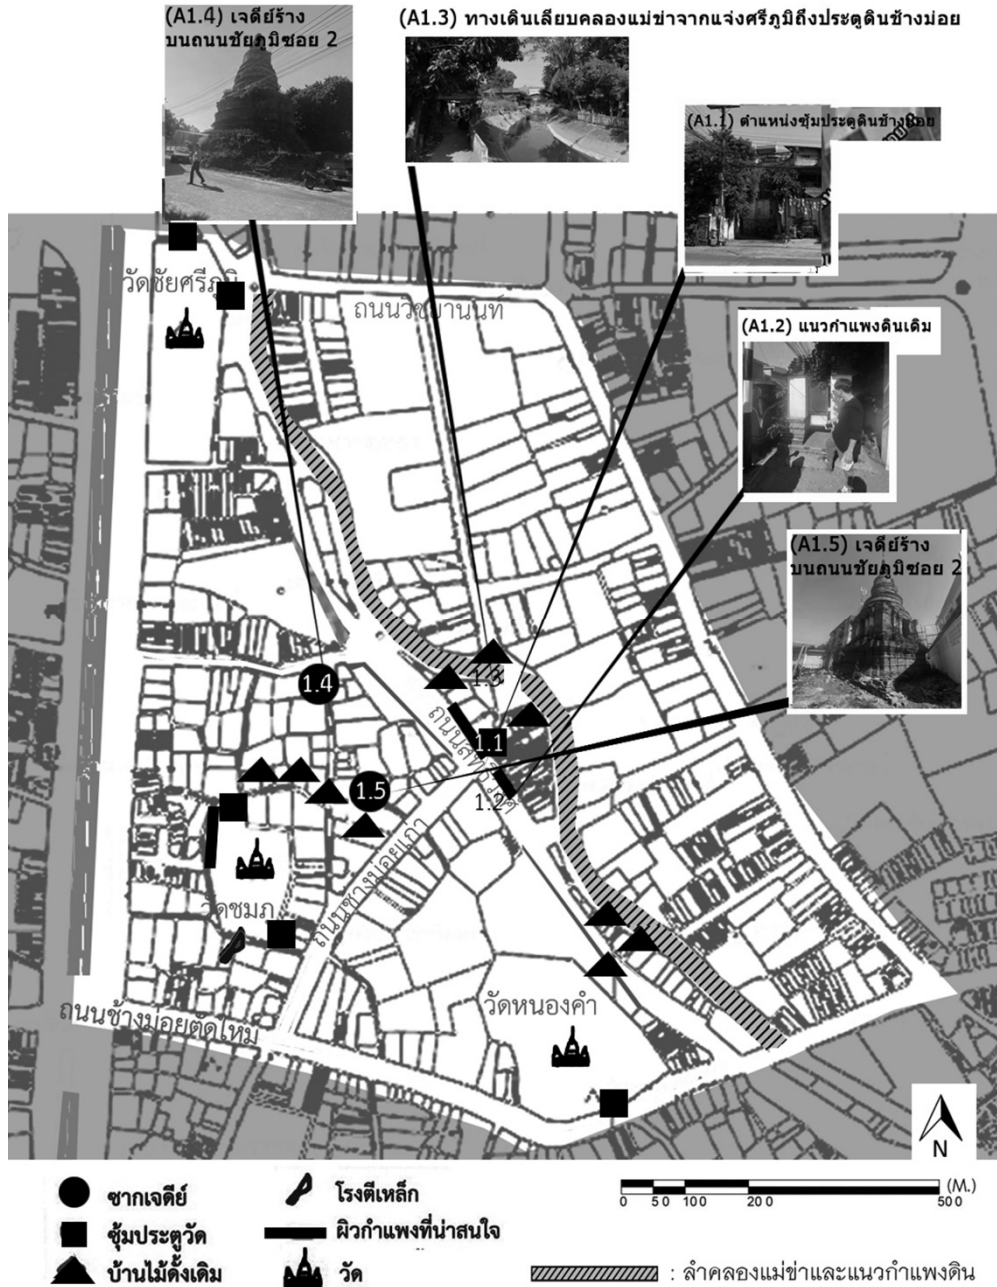 (A1.4) เจดีย์ร้าง
บนถนนชัยภูมิซอย 2
(A1.3) ทางเดินเลียบคลองแม่ข่าจากแจ่งศรีภูมิถึงประตูดินช้างม่อย
(A1.1) ตำแหน่งซุ้มประตูดินช้างม่อย
วัดชัยศรีภูมิ
ถนนวิชยานนท์
(A1.2) แนวกำแพงดินเดิม
(A1.5) เจดีย์ร้าง
บนถนนชัยภูมิซอย 2
1.4
1.3
1.1
1.5
1.2
ถนนช้างม่อยเก่า
วัดชมภู
วัดหนองคำ
ถนนช้างม่อยตัดใหม่
N
ซากเจดีย์
โรงตีเหล็ก
(M.)
0 50 100 200 500
ซุ้มประตูวัด
ผิวกำแพงที่น่าสนใจ
บ้านไม้ดั้งเดิม
วัด
: ลำคลองแม่ข่าและแนวกำแพงดิน